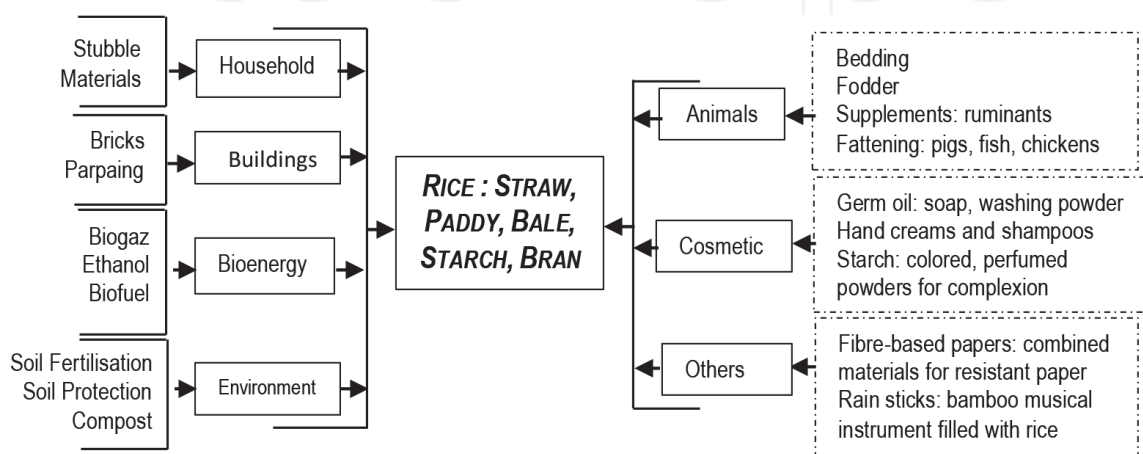 Stubble
Materials
Household
Bricks
Parpaing
Buildings
Biogaz
Ethanol
Biofuel
Bioenergy
Soil Fertilisation
Soil Protection
Compost
Environment
RICE : STRAW,
PADDY, BALE,
STARCH, BRAN
Animals
Bedding
Fodder
Supplements: ruminants
Fattening: pigs, fish, chickens
Cosmetic
Germ oil: soap, washing powder
Hand creams and shampoos
Starch: colored, perfumed
powders for complexion
Others
Fibre-based papers: combined
materials for resistant paper
Rain sticks: bamboo musical
instrument filled with rice